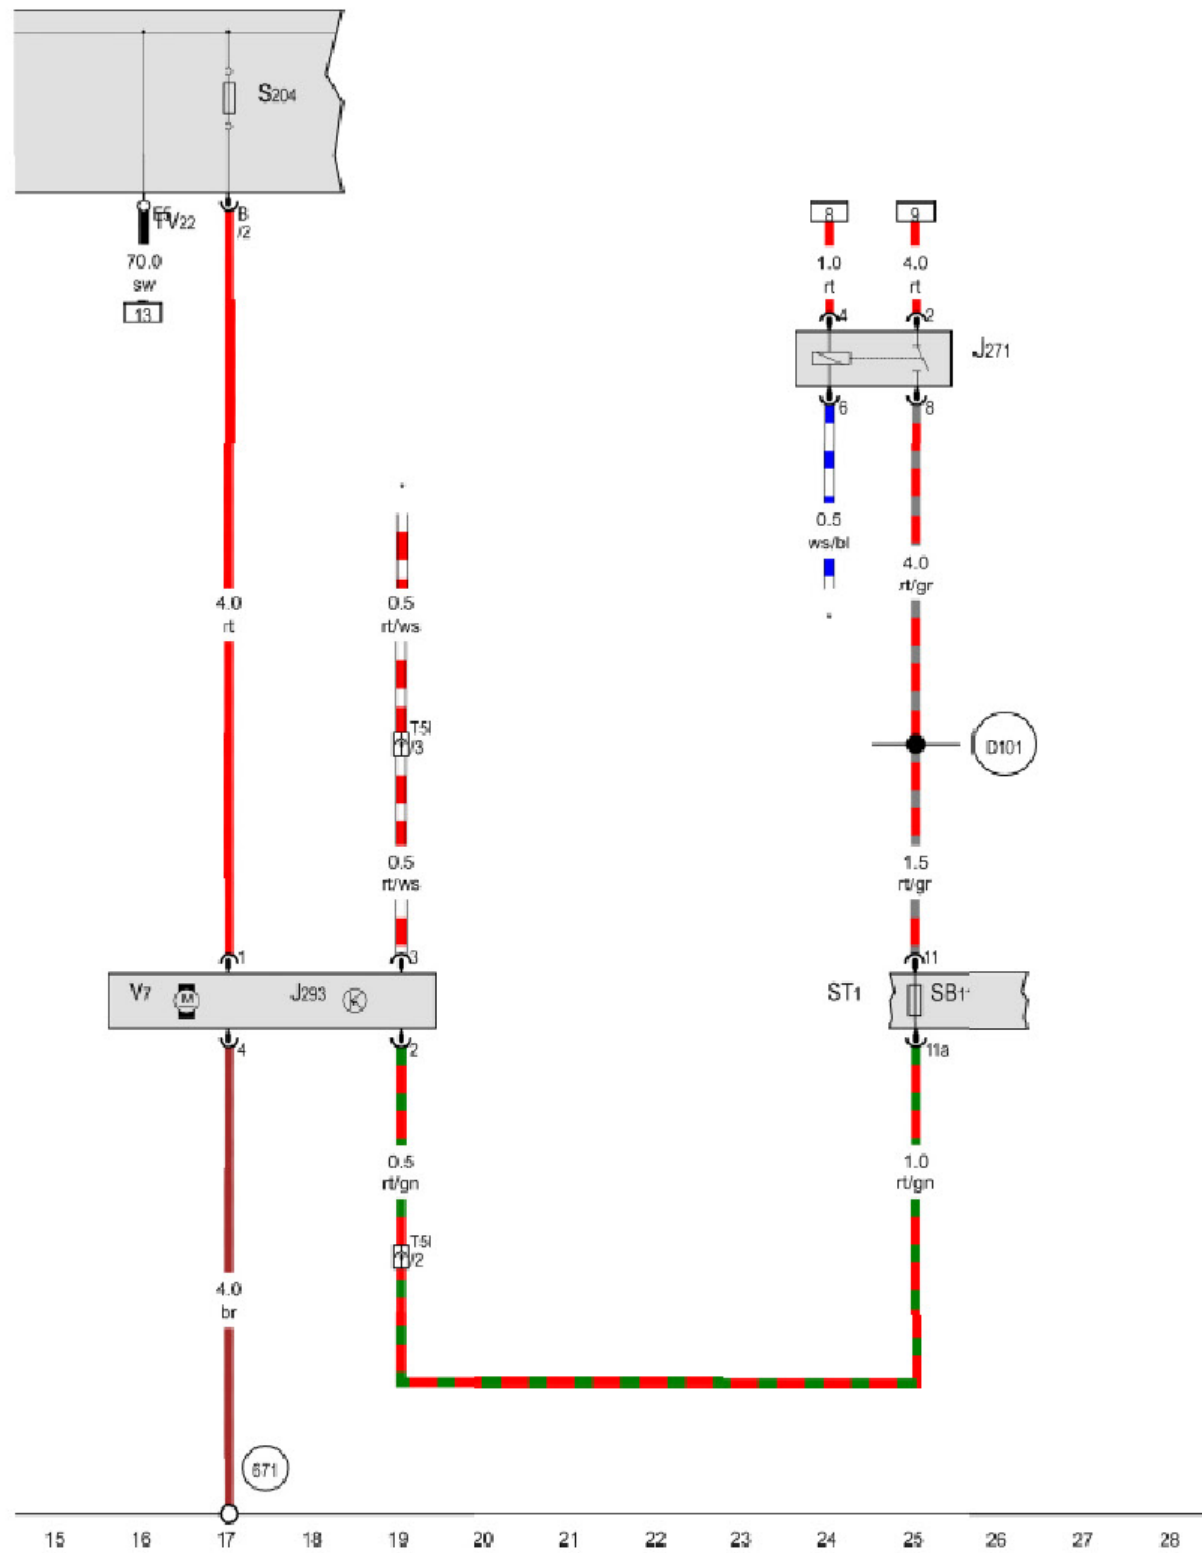 S204
TV22
B
/2
70.0
sw
13
8
9
1.0
rt
4.0
rt
4
2
J271
6
8
0.5
ws/bl
4.0
rt/gr
4.0
rt
0.5
rt/ws
T5l
/3
D101
0.5
rt/ws
1.5
rt/gr
1
3
11
V7
M
J293
ST1
SB1
4
2
11a
0.5
rt/gn
1.0
rt/gn
T5l
/2
4.0
br
671
15 16 17 18 19 20 21 22 23 24 25 26 27 28